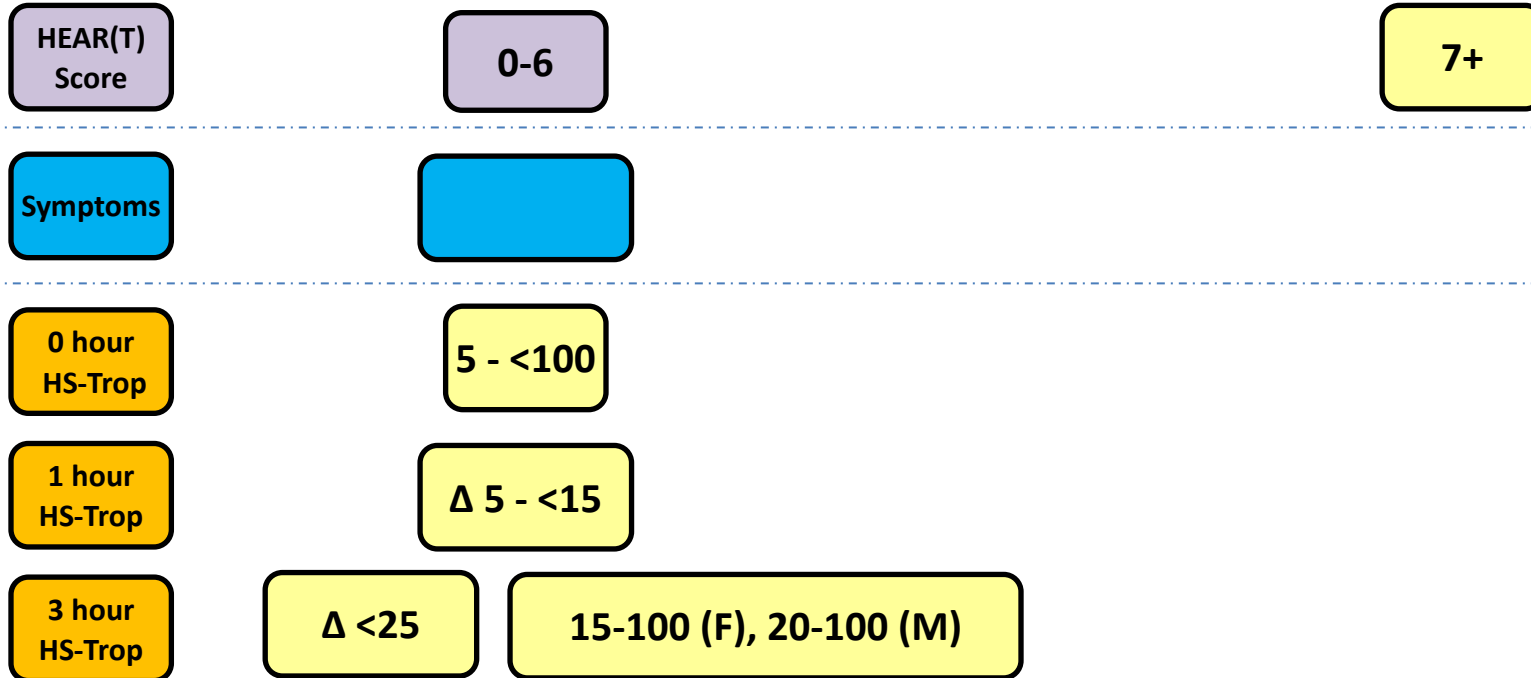 HEAR(T)
Score
0-6
7+
Symptoms
0 hour
HS-Trop
5 - <100
1 hour
HS-Trop
Δ 5 - <15
3 hour
HS-Trop
Δ <25
15-100 (F), 20-100 (M)